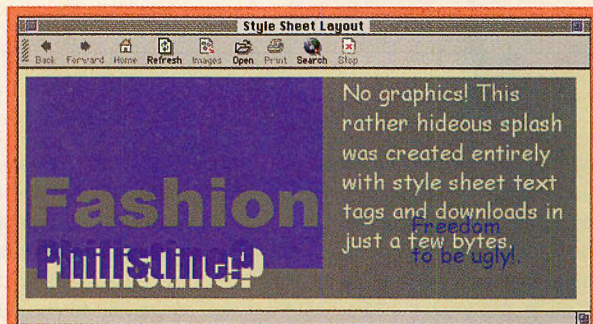 Style Sheet Layout
Back Forward Home Refresh Images Open Print Search Stop
Fashion
Philistine?
No graphics! This
rather hideous splash
was created entirely
with style sheet text
tags and downloads in
just a few bytes.
Freedom
to be ugly!.